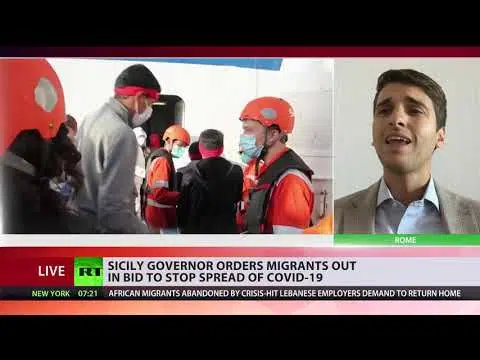 ROME
LIVE
RT
SICILY GOVERNOR ORDERS MIGRANTS OUT
IN BID TO STOP SPREAD OF COVID-19
NEW YORK 07:21
AFRICAN MIGRANTS ABANDONED BY CRISIS-HIT LEBANESE EMPLOYERS DEMAND TO RETURN HOME